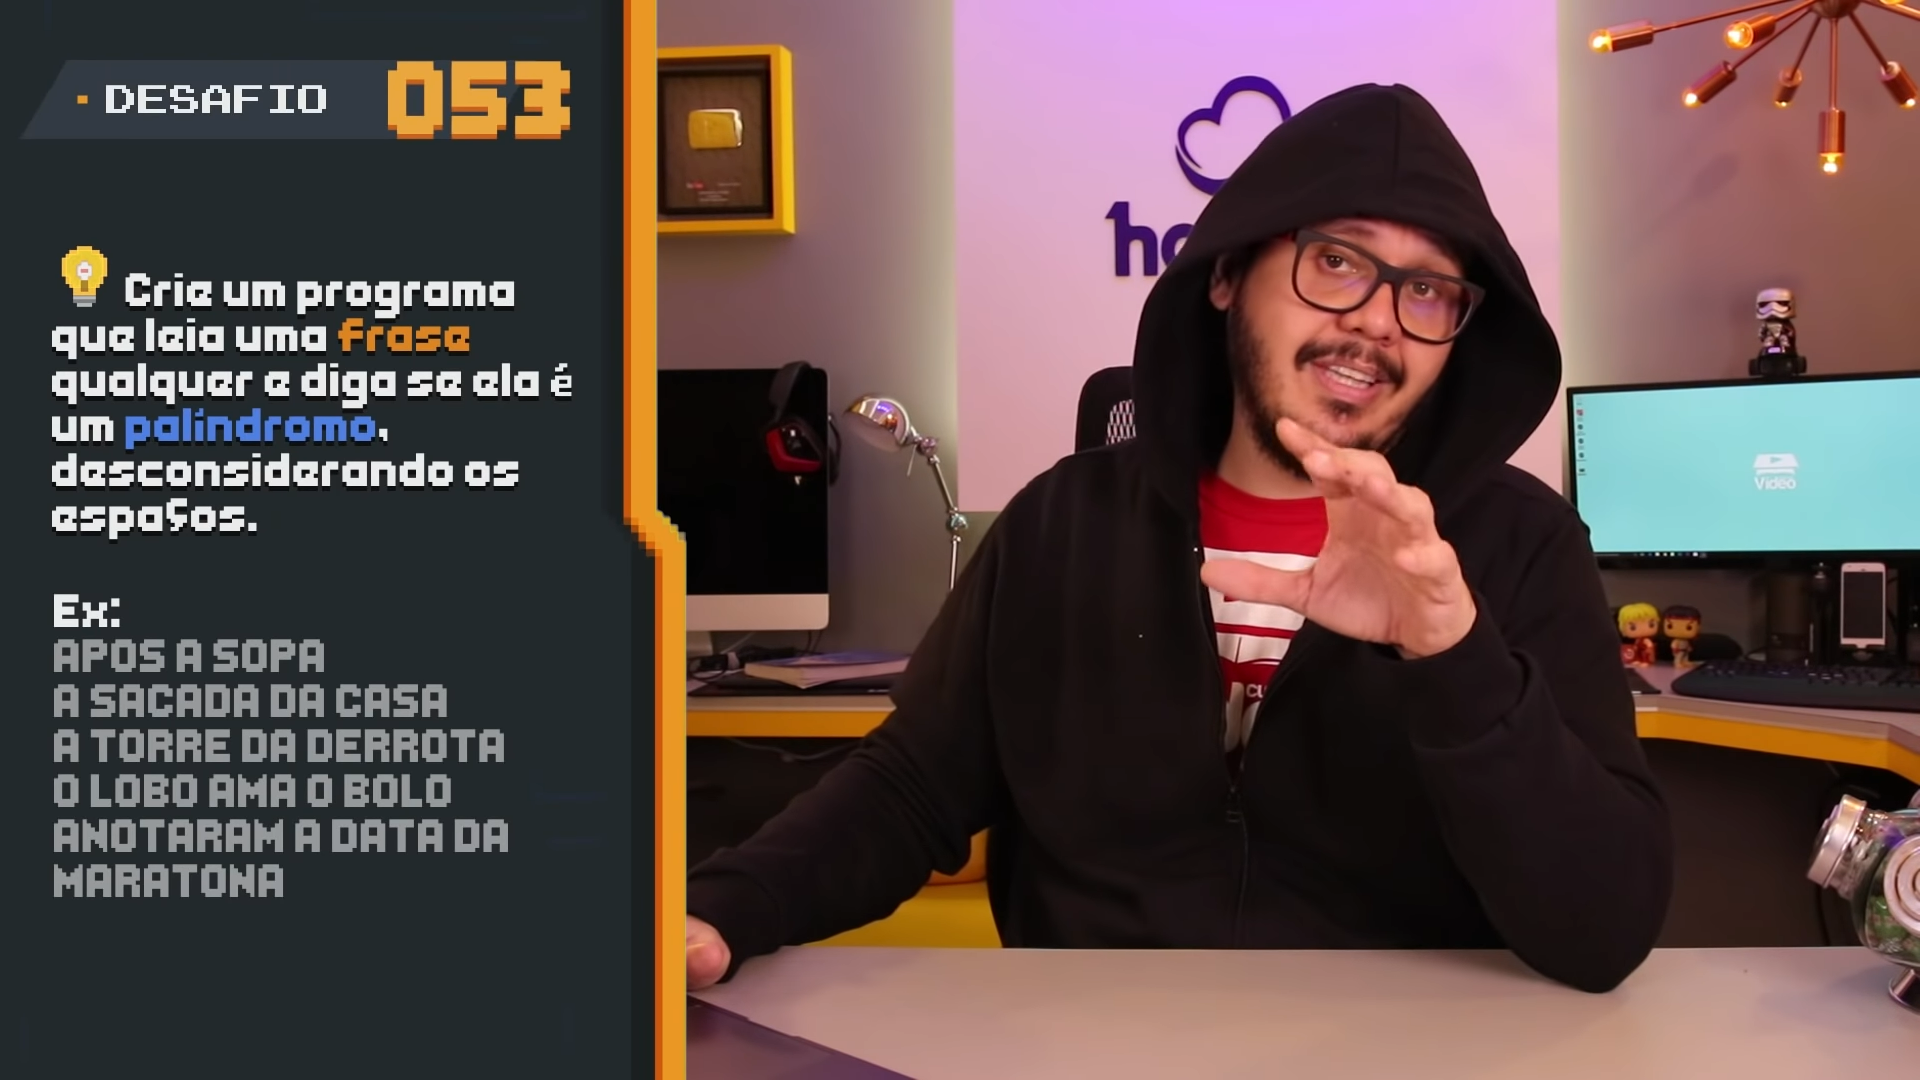 DESAFIO 053
Crie um programa
que leia uma frase
qualquer e diga se ela é
um palíndromo,
desconsiderando os
espaços.
Ex:
APOS A SOPA
A SACADA DA CASA
A TORRE DA DERROTA
O LOBO AMA O BOLO
ANOTARAM A DATA DA
MARATONA
Vídeo